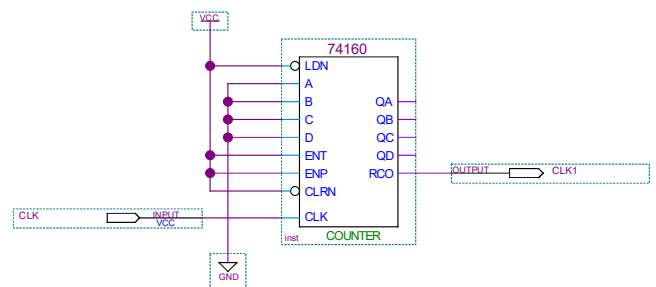 VCC
74160
LDN
A
B QA
C QB
D QC
ENT QD
ENP RCO OUTPUT CLK1
CLRN
CLK INPUT CLK
VCC
inst COUNTER
GND